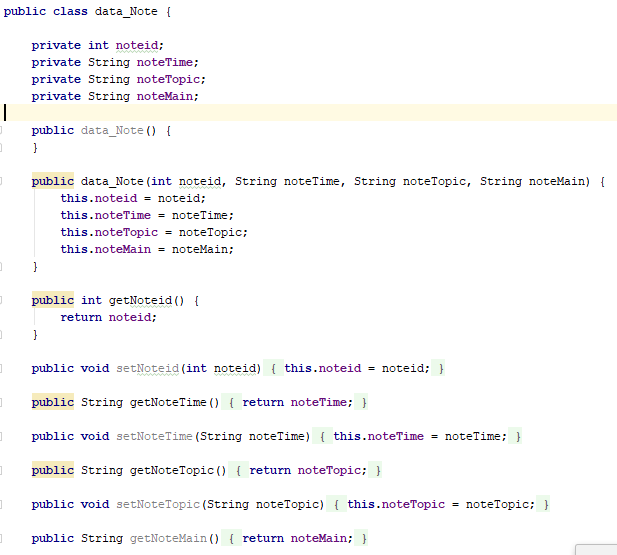 public class data_Note {
private int noteid;
private String noteTime;
private String noteTopic;
private String noteMain;
public data_Note() {
}
public data_Note(int noteid, String noteTime, String noteTopic, String noteMain) {
this.noteid = noteid;
this.noteTime = noteTime;
this.noteTopic = noteTopic;
this.noteMain = noteMain;
}
public int getNoteid() {
return noteid;
}
public void setNoteid(int noteid) { this.noteid = noteid; }
public String getNoteTime() { return noteTime; }
public void setNoteTime(String noteTime) { this.noteTime = noteTime; }
public String getNoteTopic() { return noteTopic; }
public void setNoteTopic(String noteTopic) { this.noteTopic = noteTopic; }
public String getNoteMain() { return noteMain; }